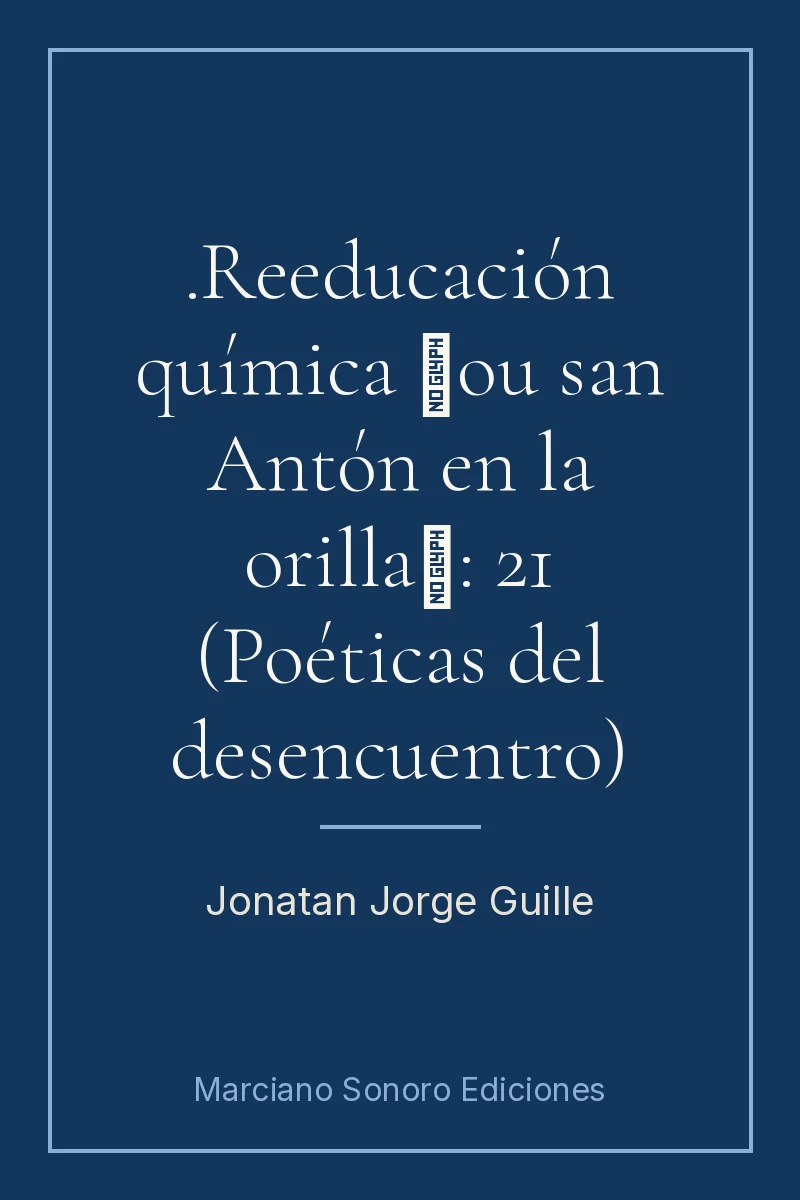 .Reeducación
química ou san
Antón en la
orilla: 21
(Poéticas del
desencuentro)
Jonatan Jorge Guille
Marciano Sonoro Ediciones